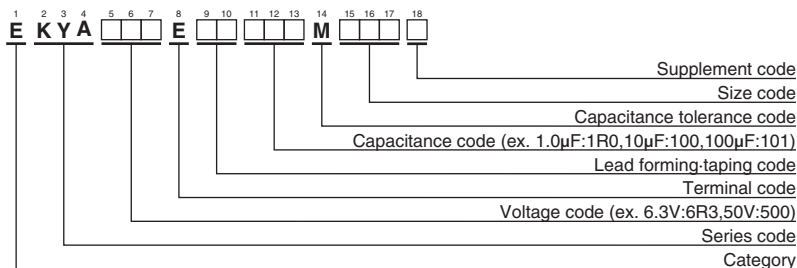 1 2 3 4 5 6 7 8 9 10 11 12 13 14 15 16 17 18
E K Y A E M
Supplement code
Size code
Capacitance tolerance code
Capacitance code (ex. 1.0µF:1R0,10µF:100,100µF:101)
Lead forming·taping code
Terminal code
Voltage code (ex. 6.3V:6R3,50V:500)
Series code
Category